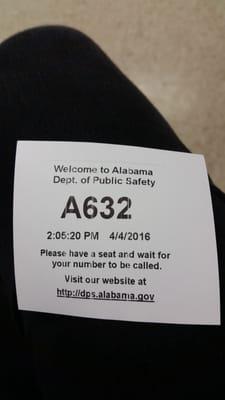 Welcome to Alabama
Dept. of Public Safety
A632
2:05:20 PM 4/4/2016
Please have a seat and wait for
your number to be called.
Visit our website at
http://dps.alabama.gov